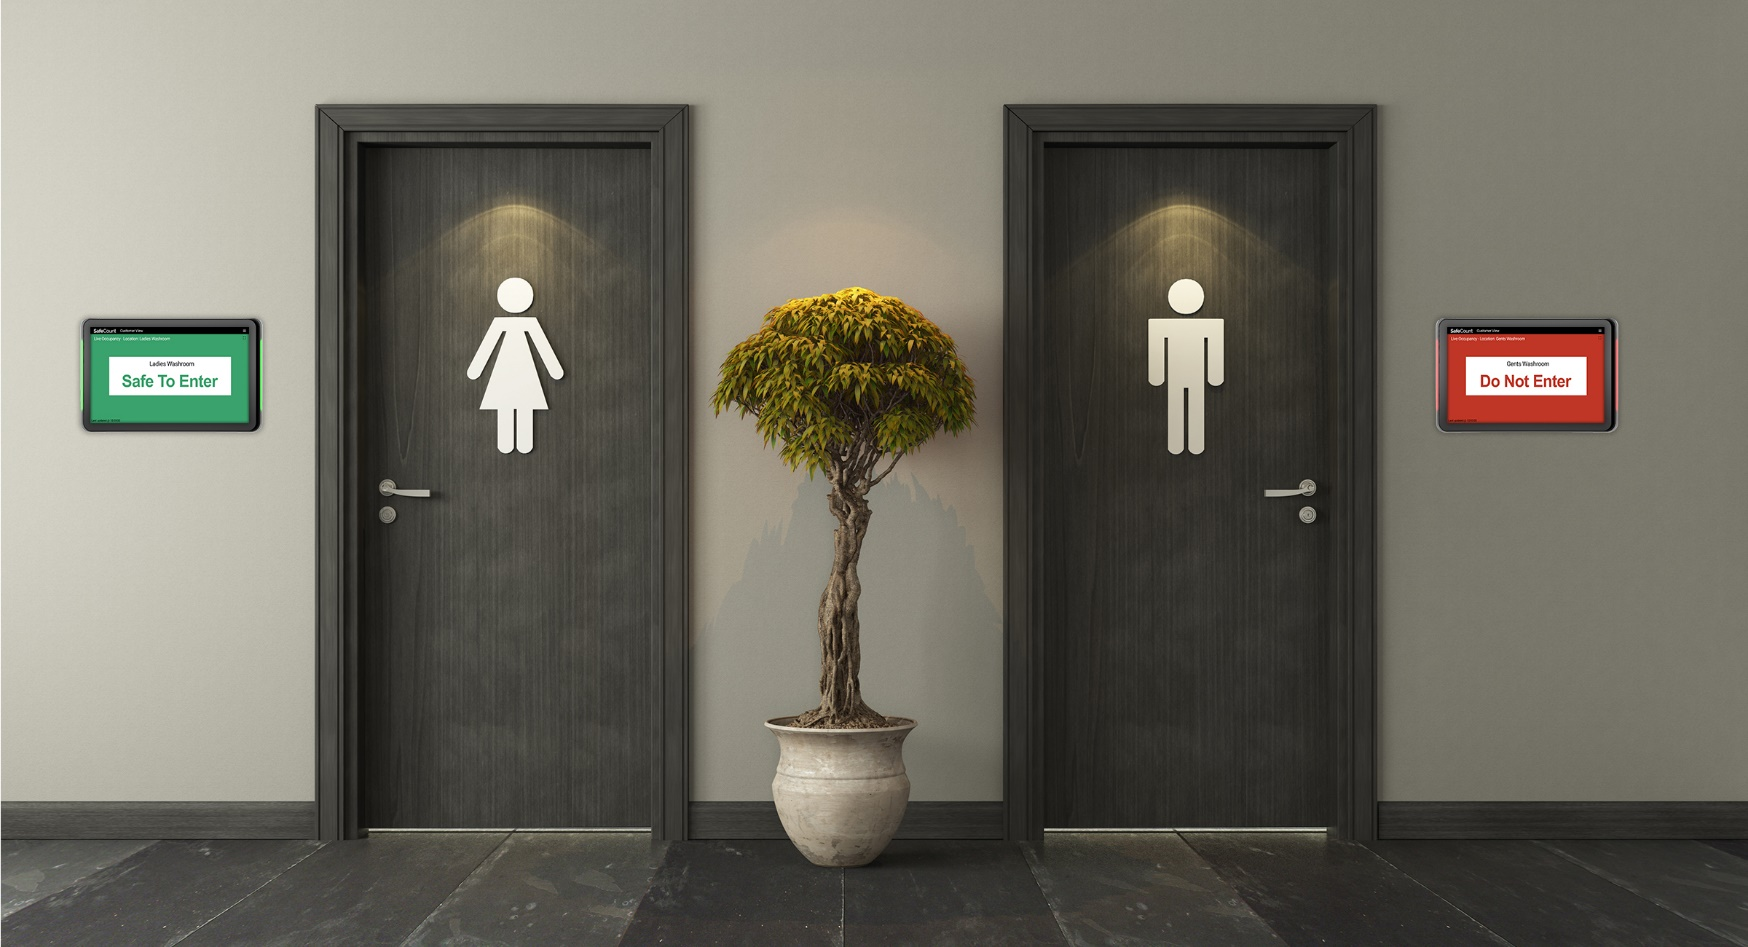 SafeCount Customer View
Live Occupancy - Location: Ladies Washroom
Ladies Washroom
Safe To Enter
SafeCount Customer View
Live Occupancy - Location: Gents Washroom
Gents Washroom
Do Not Enter